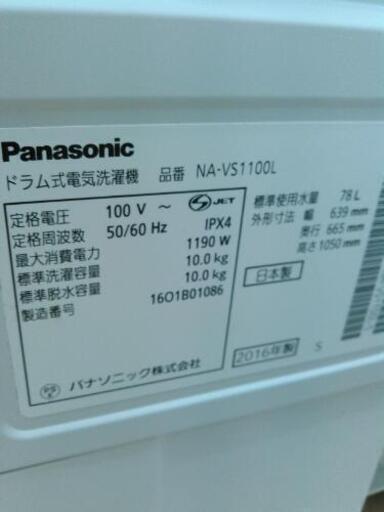 Panasonic
ドラム式電気洗濯機 品番 NA-VS1100L
定格電圧 100 V ～ S JET
定格周波数 50/60 Hz IPX4
最大消費電力 1190 W
標準洗濯容量 10.0 kg
標準脱水容量 10.0 kg
製造番号 16O1B01086
標準使用水量 78 L
外形寸法 幅 639 mm
奥行 665 mm
高さ 1050 mm
日本製
PS E パナソニック株式会社
2016年製 S